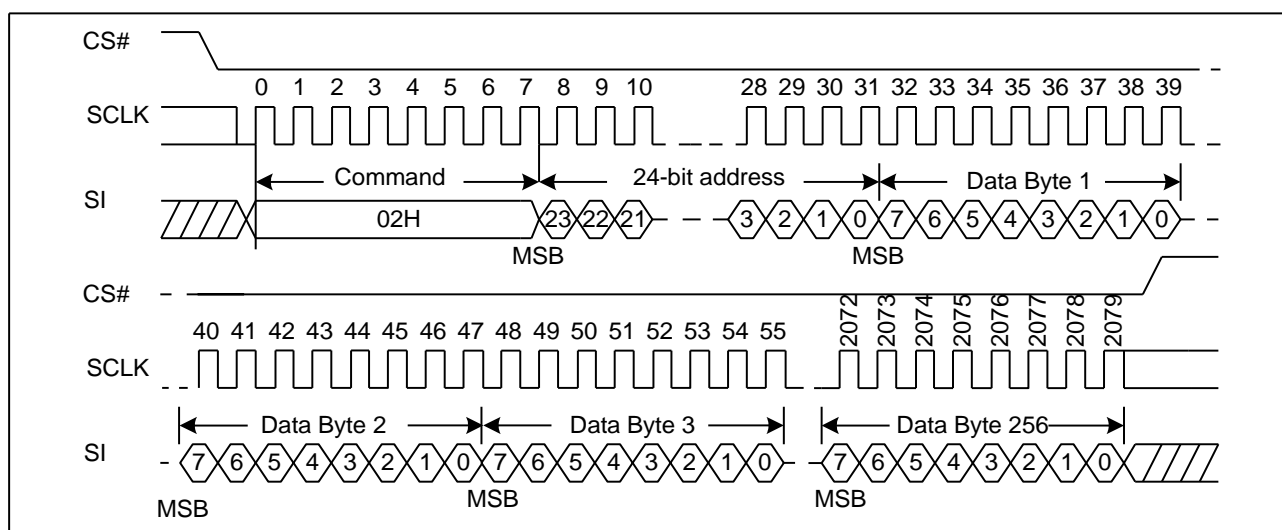 CS#
0 1 2 3 4 5 6 7 8 9 10 28 29 30 31 32 33 34 35 36 37 38 39
SCLK
Command 24-bit address Data Byte 1
SI
02H 23 22 21 3 2 1 0 7 6 5 4 3 2 1 0
MSB MSB
CS#
40 41 42 43 44 45 46 47 48 49 50 51 52 53 54 55 2072 2073 2074 2075 2076 2077 2078 2079
SCLK
Data Byte 2 Data Byte 3 Data Byte 256
SI
7 6 5 4 3 2 1 0 7 6 5 4 3 2 1 0 7 6 5 4 3 2 1 0
MSB MSB MSB